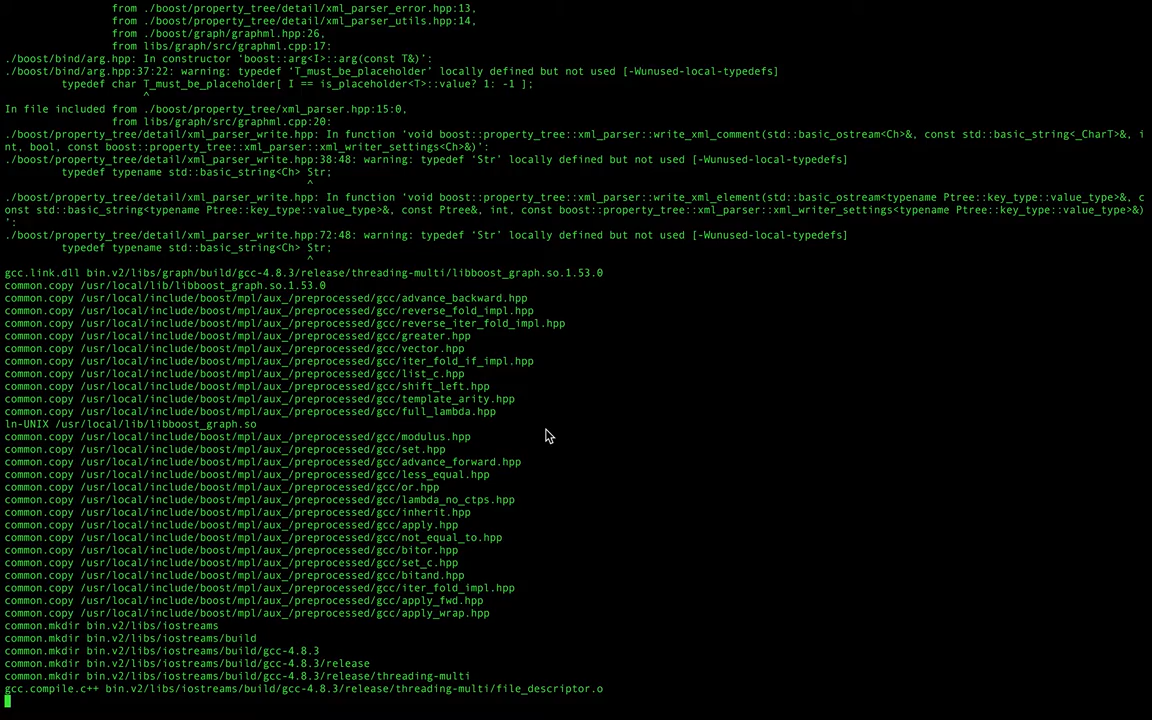 from ./boost/property_tree/detail/xml_parser_error.hpp:13,
from ./boost/property_tree/detail/xml_parser_utils.hpp:14,
from ./boost/graph/graphml.hpp:26,
from libs/graph/src/graphml.cpp:17:
./boost/bind/arg.hpp: In constructor ‘boost::arg<I>::arg(const T&)’:
./boost/bind/arg.hpp:37:22: warning: typedef ‘T_must_be_placeholder’ locally defined but not used [-Wunused-local-typedefs]
typedef char T_must_be_placeholder[ I == is_placeholder<T>::value? 1: -1 ];
^
In file included from ./boost/property_tree/xml_parser.hpp:15:0,
from libs/graph/src/graphml.cpp:20:
./boost/property_tree/detail/xml_parser_write.hpp: In function ‘void boost::property_tree::xml_parser::write_xml_comment(std::basic_ostream<Ch>&, const std::basic_string<_CharT>&, i
nt, bool, const boost::property_tree::xml_parser::xml_writer_settings<Ch>&)’:
./boost/property_tree/detail/xml_parser_write.hpp:38:48: warning: typedef ‘Str’ locally defined but not used [-Wunused-local-typedefs]
typedef typename std::basic_string<Ch> Str;
^
./boost/property_tree/detail/xml_parser_write.hpp: In function ‘void boost::property_tree::xml_parser::write_xml_element(std::basic_ostream<typename Ptree::key_type::value_type>&, c
onst std::basic_string<typename Ptree::key_type::value_type>&, const Ptree&, int, const boost::property_tree::xml_parser::xml_writer_settings<typename Ptree::key_type::value_type>&)
’:
./boost/property_tree/detail/xml_parser_write.hpp:72:48: warning: typedef ‘Str’ locally defined but not used [-Wunused-local-typedefs]
typedef typename std::basic_string<Ch> Str;
^
gcc.link.dll bin.v2/libs/graph/build/gcc-4.8.3/release/threading-multi/libboost_graph.so.1.53.0
common.copy /usr/local/lib/libboost_graph.so.1.53.0
common.copy /usr/local/include/boost/mpl/aux_/preprocessed/gcc/advance_backward.hpp
common.copy /usr/local/include/boost/mpl/aux_/preprocessed/gcc/reverse_fold_impl.hpp
common.copy /usr/local/include/boost/mpl/aux_/preprocessed/gcc/reverse_iter_fold_impl.hpp
common.copy /usr/local/include/boost/mpl/aux_/preprocessed/gcc/greater.hpp
common.copy /usr/local/include/boost/mpl/aux_/preprocessed/gcc/vector.hpp
common.copy /usr/local/include/boost/mpl/aux_/preprocessed/gcc/iter_fold_if_impl.hpp
common.copy /usr/local/include/boost/mpl/aux_/preprocessed/gcc/list_c.hpp
common.copy /usr/local/include/boost/mpl/aux_/preprocessed/gcc/shift_left.hpp
common.copy /usr/local/include/boost/mpl/aux_/preprocessed/gcc/template_arity.hpp
common.copy /usr/local/include/boost/mpl/aux_/preprocessed/gcc/full_lambda.hpp
ln-UNIX /usr/local/lib/libboost_graph.so
common.copy /usr/local/include/boost/mpl/aux_/preprocessed/gcc/modulus.hpp
common.copy /usr/local/include/boost/mpl/aux_/preprocessed/gcc/set.hpp
common.copy /usr/local/include/boost/mpl/aux_/preprocessed/gcc/advance_forward.hpp
common.copy /usr/local/include/boost/mpl/aux_/preprocessed/gcc/less_equal.hpp
common.copy /usr/local/include/boost/mpl/aux_/preprocessed/gcc/or.hpp
common.copy /usr/local/include/boost/mpl/aux_/preprocessed/gcc/lambda_no_ctps.hpp
common.copy /usr/local/include/boost/mpl/aux_/preprocessed/gcc/inherit.hpp
common.copy /usr/local/include/boost/mpl/aux_/preprocessed/gcc/apply.hpp
common.copy /usr/local/include/boost/mpl/aux_/preprocessed/gcc/not_equal_to.hpp
common.copy /usr/local/include/boost/mpl/aux_/preprocessed/gcc/bitor.hpp
common.copy /usr/local/include/boost/mpl/aux_/preprocessed/gcc/set_c.hpp
common.copy /usr/local/include/boost/mpl/aux_/preprocessed/gcc/bitand.hpp
common.copy /usr/local/include/boost/mpl/aux_/preprocessed/gcc/iter_fold_impl.hpp
common.copy /usr/local/include/boost/mpl/aux_/preprocessed/gcc/apply_fwd.hpp
common.copy /usr/local/include/boost/mpl/aux_/preprocessed/gcc/apply_wrap.hpp
common.mkdir bin.v2/libs/iostreams
common.mkdir bin.v2/libs/iostreams/build
common.mkdir bin.v2/libs/iostreams/build/gcc-4.8.3
common.mkdir bin.v2/libs/iostreams/build/gcc-4.8.3/release
common.mkdir bin.v2/libs/iostreams/build/gcc-4.8.3/release/threading-multi
gcc.compile.c++ bin.v2/libs/iostreams/build/gcc-4.8.3/release/threading-multi/file_descriptor.o